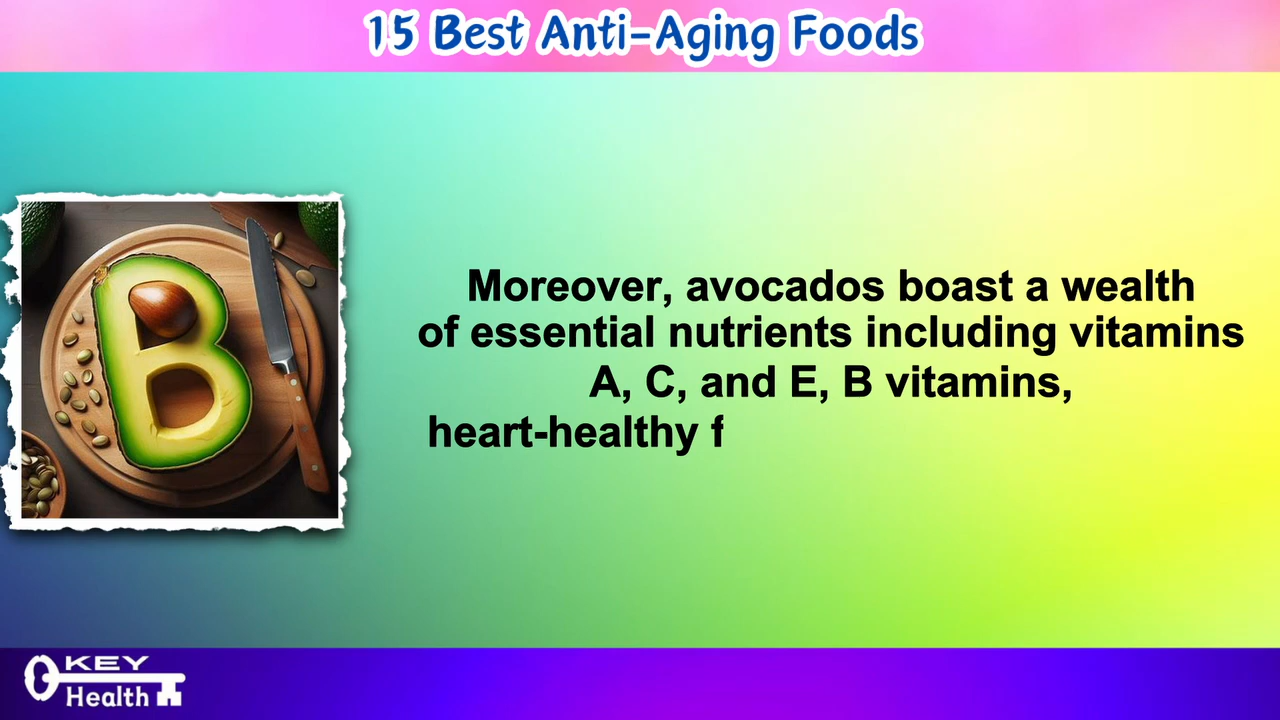 15 Best Anti-Aging Foods
Moreover, avocados boast a wealth
of essential nutrients including vitamins
A, C, and E, B vitamins,
heart-healthy f
B
KEY
Health